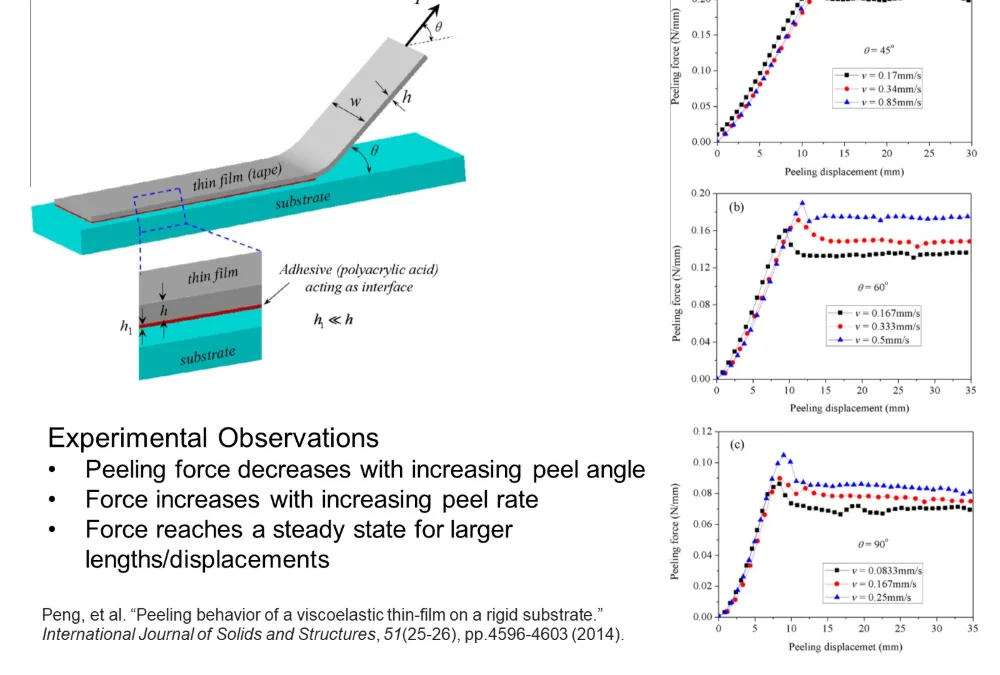 θ
w
h
θ
thin film (tape)
substrate
thin film
h
h₁
substrate
Adhesive (polyacrylic acid)
acting as interface
h₁ ≪ h
Experimental Observations
• Peeling force decreases with increasing peel angle
• Force increases with increasing peel rate
• Force reaches a steady state for larger
lengths/displacements
Peng, et al. “Peeling behavior of a viscoelastic thin-film on a rigid substrate.”
International Journal of Solids and Structures, 51(25-26), pp.4596-4603 (2014).
Peeling force (N/mm)
0.20
0.15
0.10
0.05
0.00
θ = 45°
v = 0.17mm/s
v = 0.34mm/s
v = 0.85mm/s
0 5 10 15 20 25 30
Peeling displacement (mm)
(b)
Peeling force (N/mm)
0.20
0.16
0.12
0.08
0.04
0.00
θ = 60°
v = 0.167mm/s
v = 0.333mm/s
v = 0.5mm/s
0 5 10 15 20 25 30 35
Peeling displacement (mm)
(c)
Peeling force (N/mm)
0.12
0.10
0.08
0.06
0.04
0.02
0.00
θ = 90°
v = 0.0833mm/s
v = 0.167mm/s
v = 0.25mm/s
0 5 10 15 20 25 30 35
Peeling displacemet (mm)